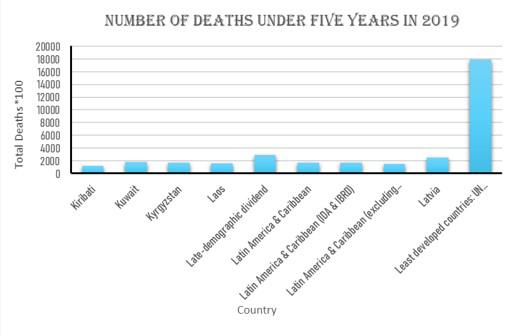 NUMBER OF DEATHS UNDER FIVE YEARS IN 2019
Total Deaths *100
20000
18000
16000
14000
12000
10000
8000
6000
4000
2000
0
Kiribati
Kuwait
Kyrgyzstan
Laos
Late-demographic dividend
Latin America & Caribbean
Latin America & Caribbean (IDA & IBRD)
Latin America & Caribbean (excluding...
Latvia
Least developed countries: UN...
Country